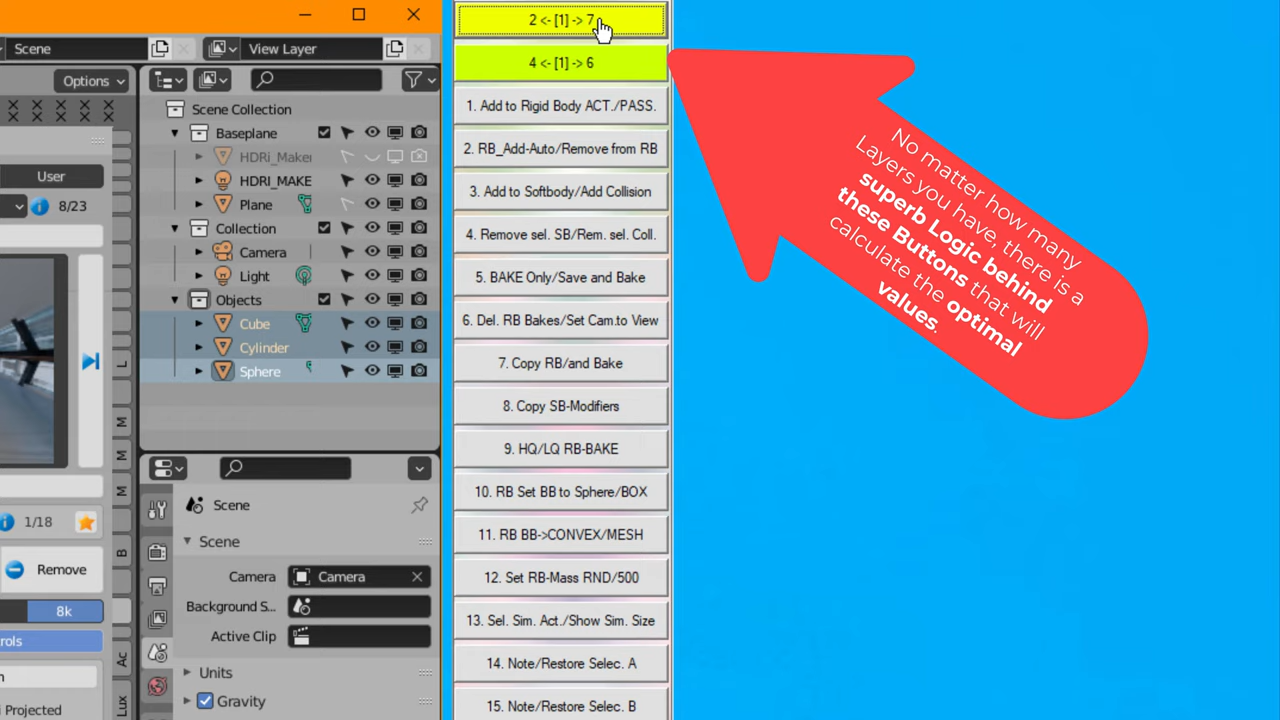 Scene
View Layer
Options
Scene Collection
Baseplane
HDRi_Maker
User
HDRI_MAKE
8/23
Plane
Collection
Camera
Light
Objects
Cube
Cylinder
L
Sphere
M
M
M
Scene
1/18
Scene
B
Remove
Camera
Camera
Background S...
8k
Active Clip
rols
Ac
Units
n
Gravity
Projected
Lux
2 <- [1] -> 7
4 <- [1] -> 6
1. Add to Rigid Body ACT./PASS.
2. RB_Add-Auto/Remove from RB
3. Add to Softbody/Add Collision
4. Remove sel. SB/Rem. sel. Coll.
5. BAKE Only/Save and Bake
6. Del. RB Bakes/Set Cam.to View
7. Copy RB/and Bake
8. Copy SB-Modifiers
9. HQ/LQ RB-BAKE
10. RB Set BB to Sphere/BOX
11. RB BB->CONVEX/MESH
12. Set RB-Mass RND/500
13. Sel. Sim. Act./Show Sim. Size
14. Note/Restore Selec. A
15. Note/Restore Selec. B
No matter how many
Layers you have, there is a
superb Logic behind
these Buttons that will
calculate the optimal
values.